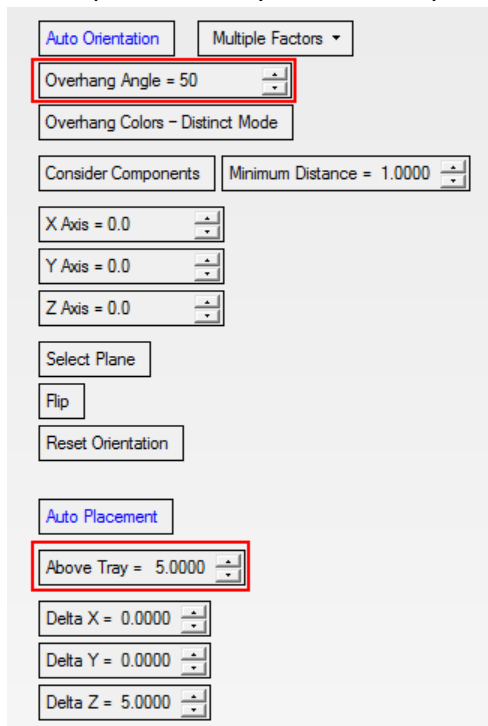 Auto Orientation Multiple Factors
Overhang Angle = 50
Overhang Colors - Distinct Mode
Consider Components Minimum Distance = 1.0000
X Axis = 0.0
Y Axis = 0.0
Z Axis = 0.0
Select Plane
Flip
Reset Orientation
Auto Placement
Above Tray = 5.0000
Delta X = 0.0000
Delta Y = 0.0000
Delta Z = 5.0000